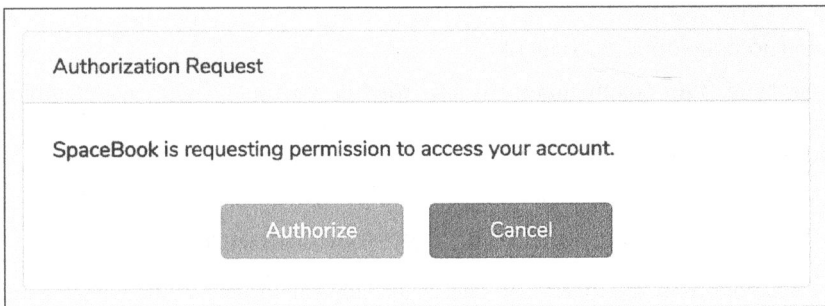 Authorization Request
SpaceBook is requesting permission to access your account.
Authorize Cancel